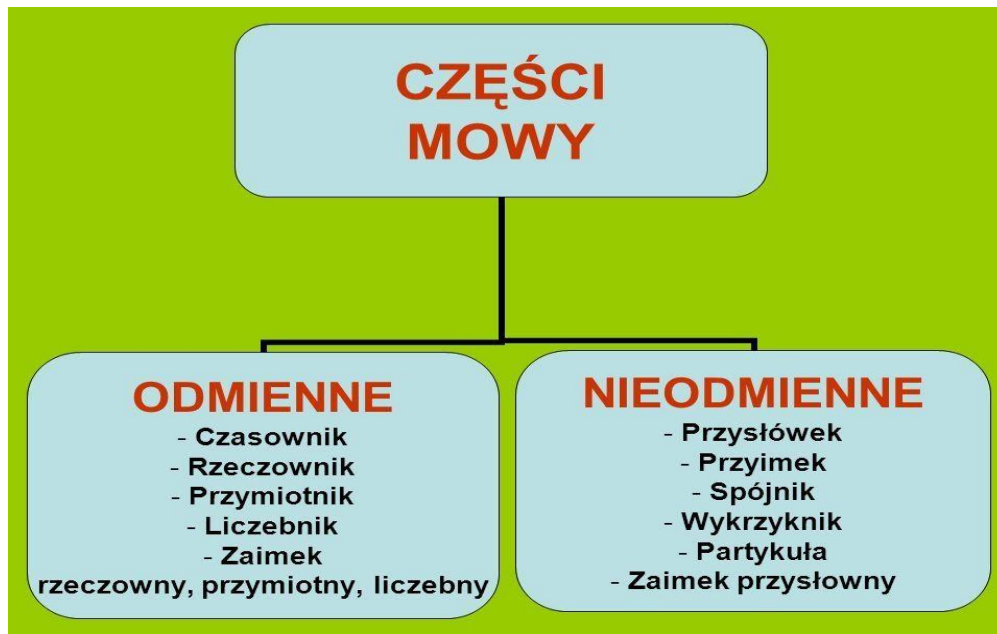 CZĘŚCI
MOWY
ODMIENNE
- Czasownik
- Rzeczownik
- Przymiotnik
- Liczebnik
- Zaimek
rzeczowny, przymiotny, liczebny
NIEODMIENNE
- Przysłówek
- Przyimek
- Spójnik
- Wykrzyknik
- Partykuła
- Zaimek przysłowny